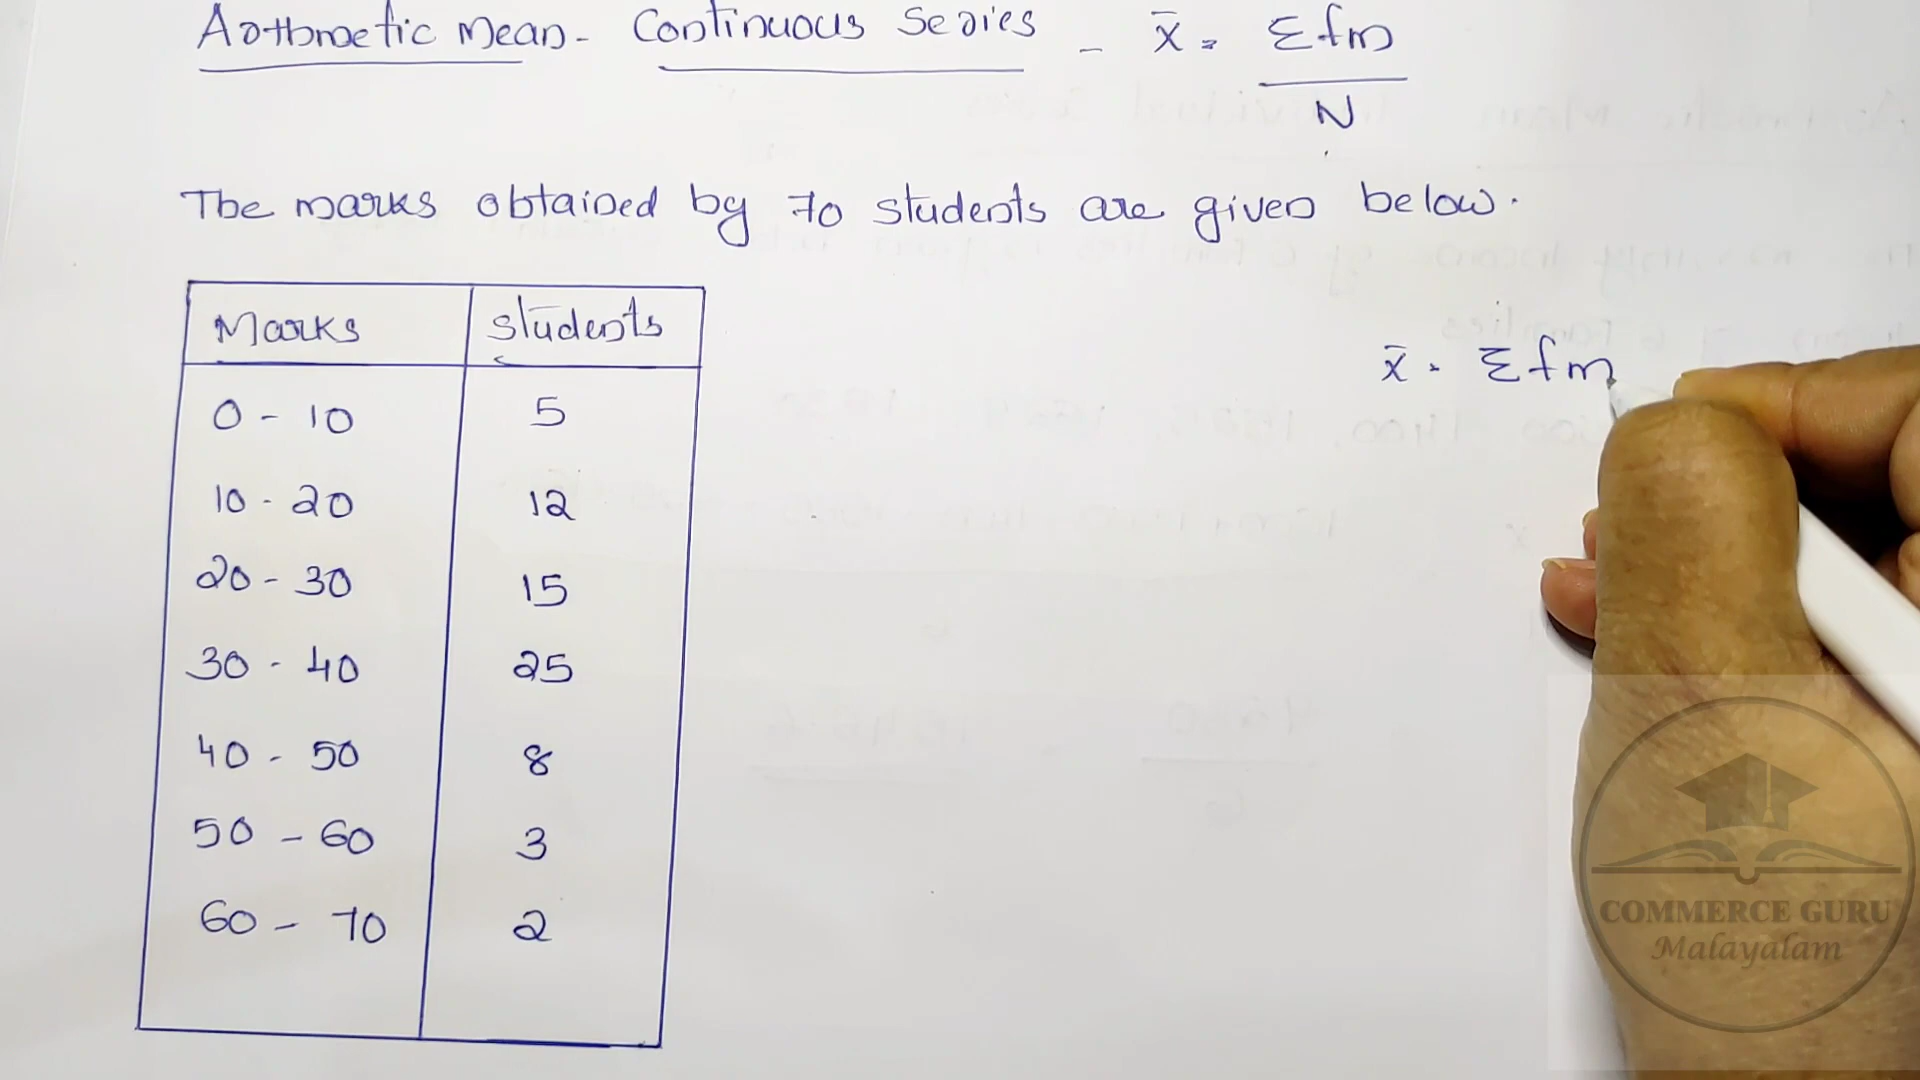 Arithmetic Mean - Continuous Series - x̄ = Σfm
N
The marks obtained by 70 students are given below.
Marks students
0 - 10 5
10 - 20 12
20 - 30 15
30 - 40 25
40 - 50 8
50 - 60 3
60 - 70 2
x̄ = Σfm
COMMERCE GURU
Malayalam